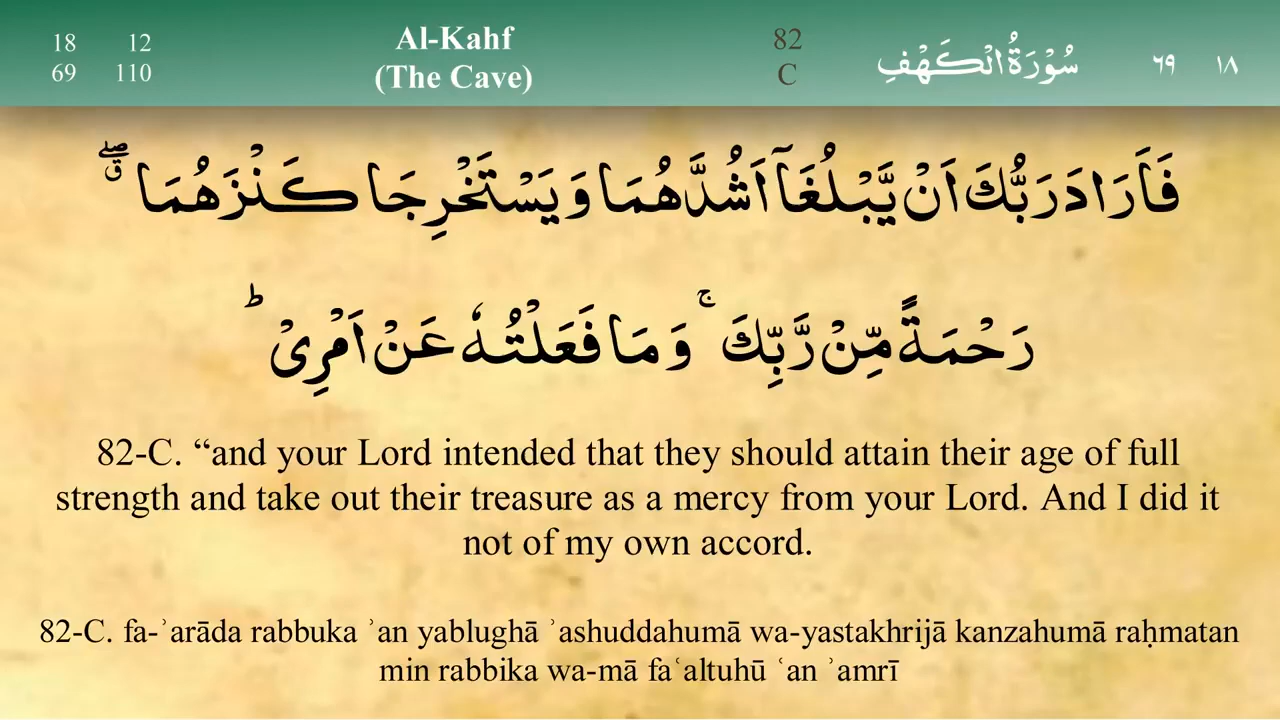 18 12
69 110
Al-Kahf
(The Cave)
82
C
سُوْرَةُ الْكَهْفِ
٦٩ ١٨
فَاَرَادَ رَبُّكَ اَنْ يَّبْلُغَاۤ اَشُدَّهُمَا وَ يَسْتَخْرِجَا كَنْزَهُمَا ۖۗ
رَحْمَةً مِّنْ رَّبِّكَ ۚ وَ مَا فَعَلْتُهٗ عَنْ اَمْرِیْ ؕ
82-C. “and your Lord intended that they should attain their age of full
strength and take out their treasure as a mercy from your Lord. And I did it
not of my own accord.
82-C. fa-ʾarāda rabbuka ʾan yablughā ʾashuddahumā wa-yastakhrijā kanzahumā raḥmatan
min rabbika wa-mā faʿaltuhū ʿan ʾamrī